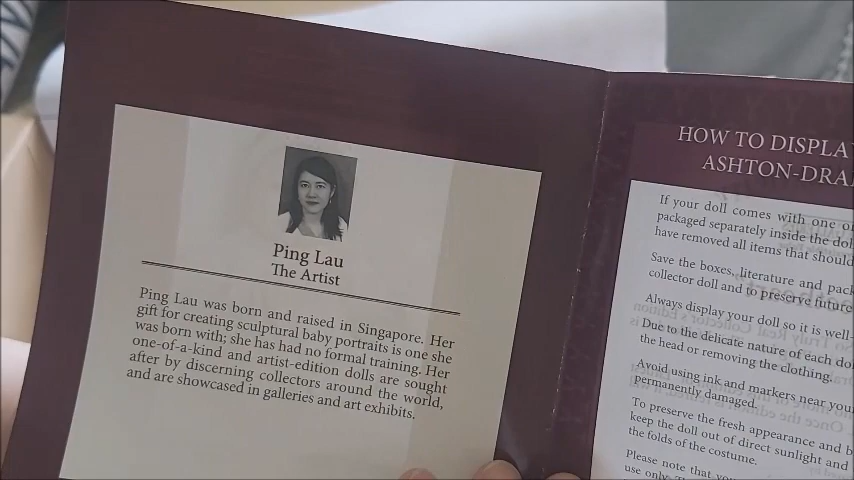 Ping Lau
The Artist
Ping Lau was born and raised in Singapore. Her
gift for creating sculptural baby portraits is one she
was born with; she has had no formal training. Her
one-of-a-kind and artist-edition dolls are sought
after by discerning collectors around the world,
and are showcased in galleries and art exhibits.
HOW TO DISPLA
ASHTON-DRA
If your doll comes with one or
packaged separately inside the dol
have removed all items that should
Save the boxes, literature and pack
collector doll and to preserve future
Always display your doll so it is well-
Due to the delicate nature of each do
the head or removing the clothing.
Avoid using ink and markers near you
permanently damaged.
To preserve the fresh appearance and b
keep the doll out of direct sunlight and
the folds of the costume.
Please note that you
use only.